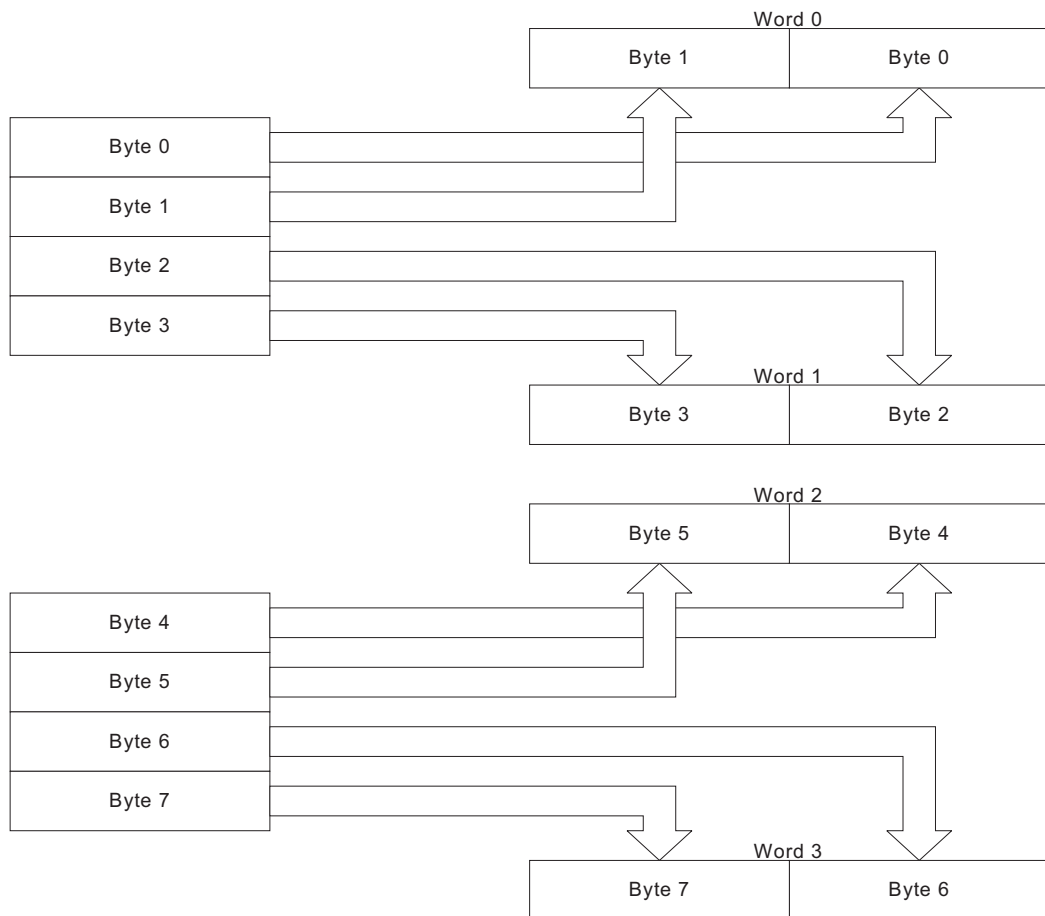 Word 0
Byte 1 Byte 0
Byte 0
Byte 1
Byte 2
Byte 3
Word 1
Byte 3 Byte 2
Word 2
Byte 5 Byte 4
Byte 4
Byte 5
Byte 6
Byte 7
Word 3
Byte 7 Byte 6